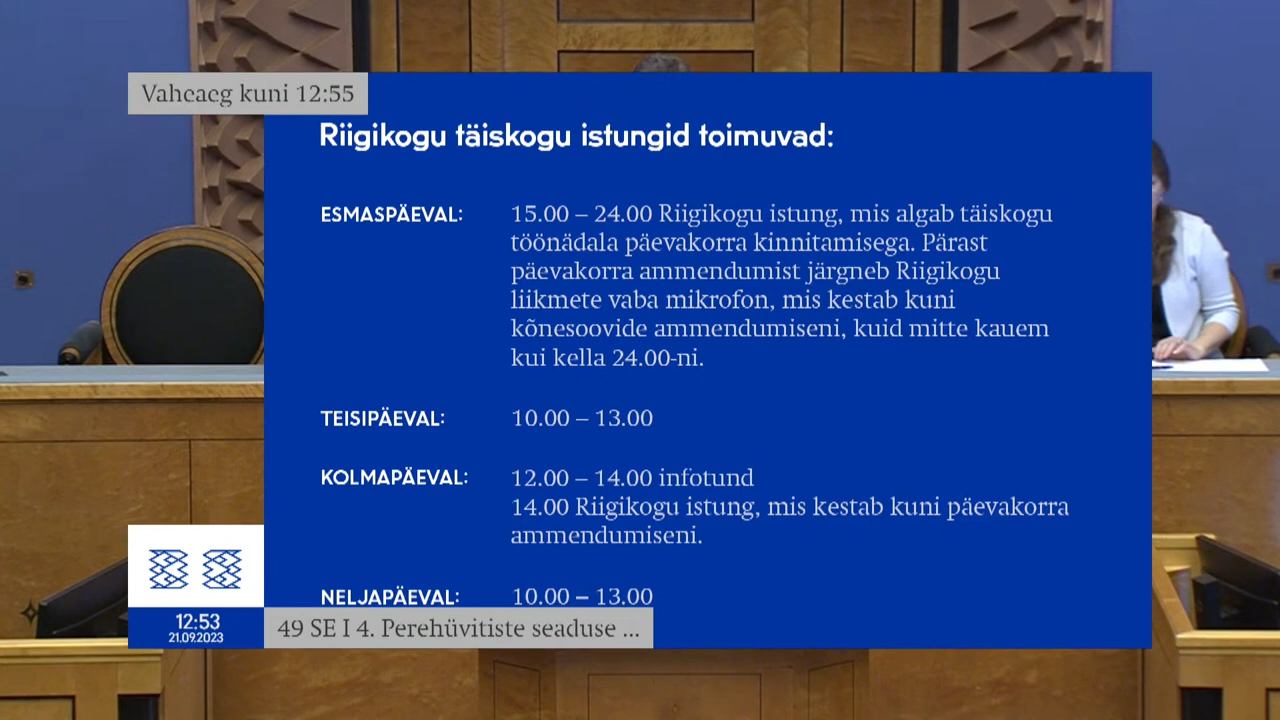 Vaheaeg kuni 12:55
Riigikogu täiskogu istungid toimuvad:
ESMASPÄEVAL:
15.00 – 24.00 Riigikogu istung, mis algab täiskogu
töönädala päevakorra kinnitamisega. Pärast
päevakorra ammendumist järgneb Riigikogu
liikmete vaba mikrofon, mis kestab kuni
kõnesoovide ammendumiseni, kuid mitte kauem
kui kella 24.00-ni.
TEISIPÄEVAL:
10.00 – 13.00
KOLMAPÄEVAL:
12.00 – 14.00 infotund
14.00 Riigikogu istung, mis kestab kuni päevakorra
ammendumiseni.
NELJAPÄEVAL:
10.00 – 13.00
12:53
21.09.2023
49 SE I 4. Perehüvitiste seaduse ...